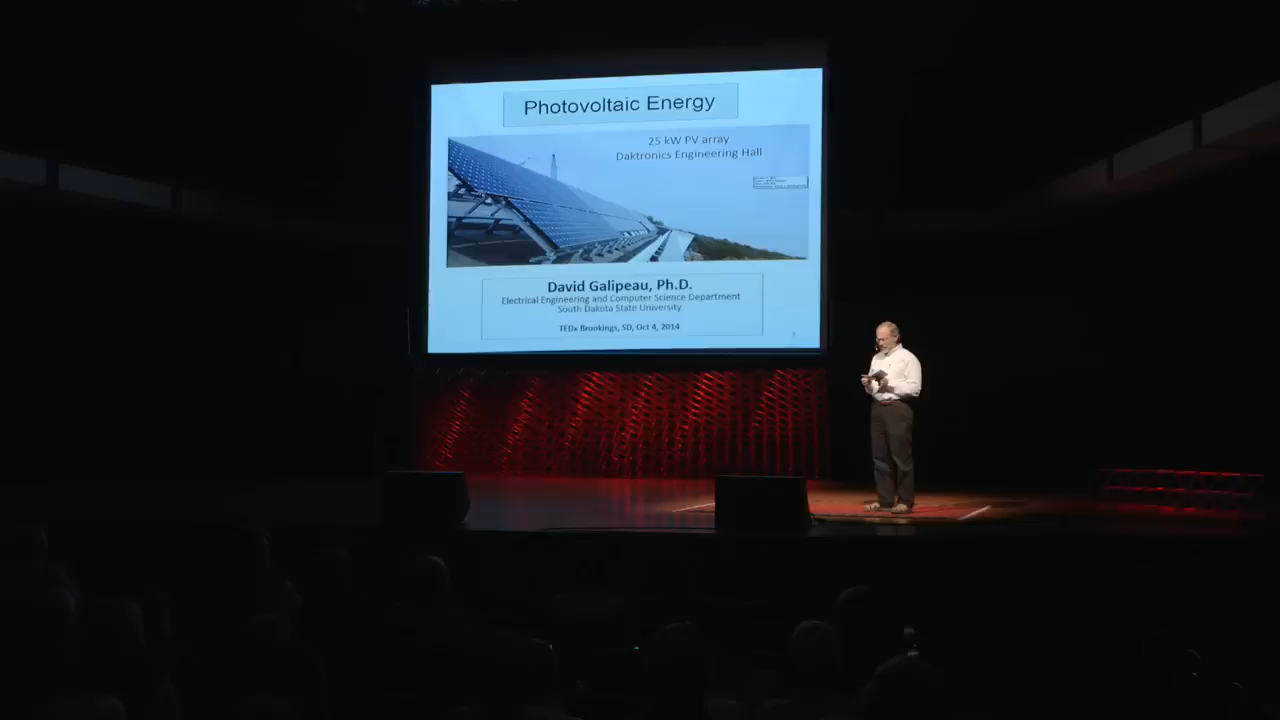 Photovoltaic Energy
25 kW PV array
Daktronics Engineering Hall
David Galipeau, Ph.D.
Electrical Engineering and Computer Science Department
South Dakota State University
TEDx Brookings, SD, Oct 4, 2014